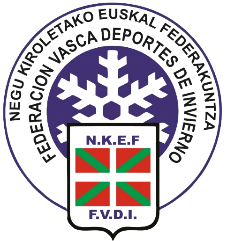 NEGU KIROLETAKO EUSKAL FEDERAKUNTZA
FEDERACION VASCA DEPORTES DE INVIERNO
N.K.E.F
F.V.D.I.